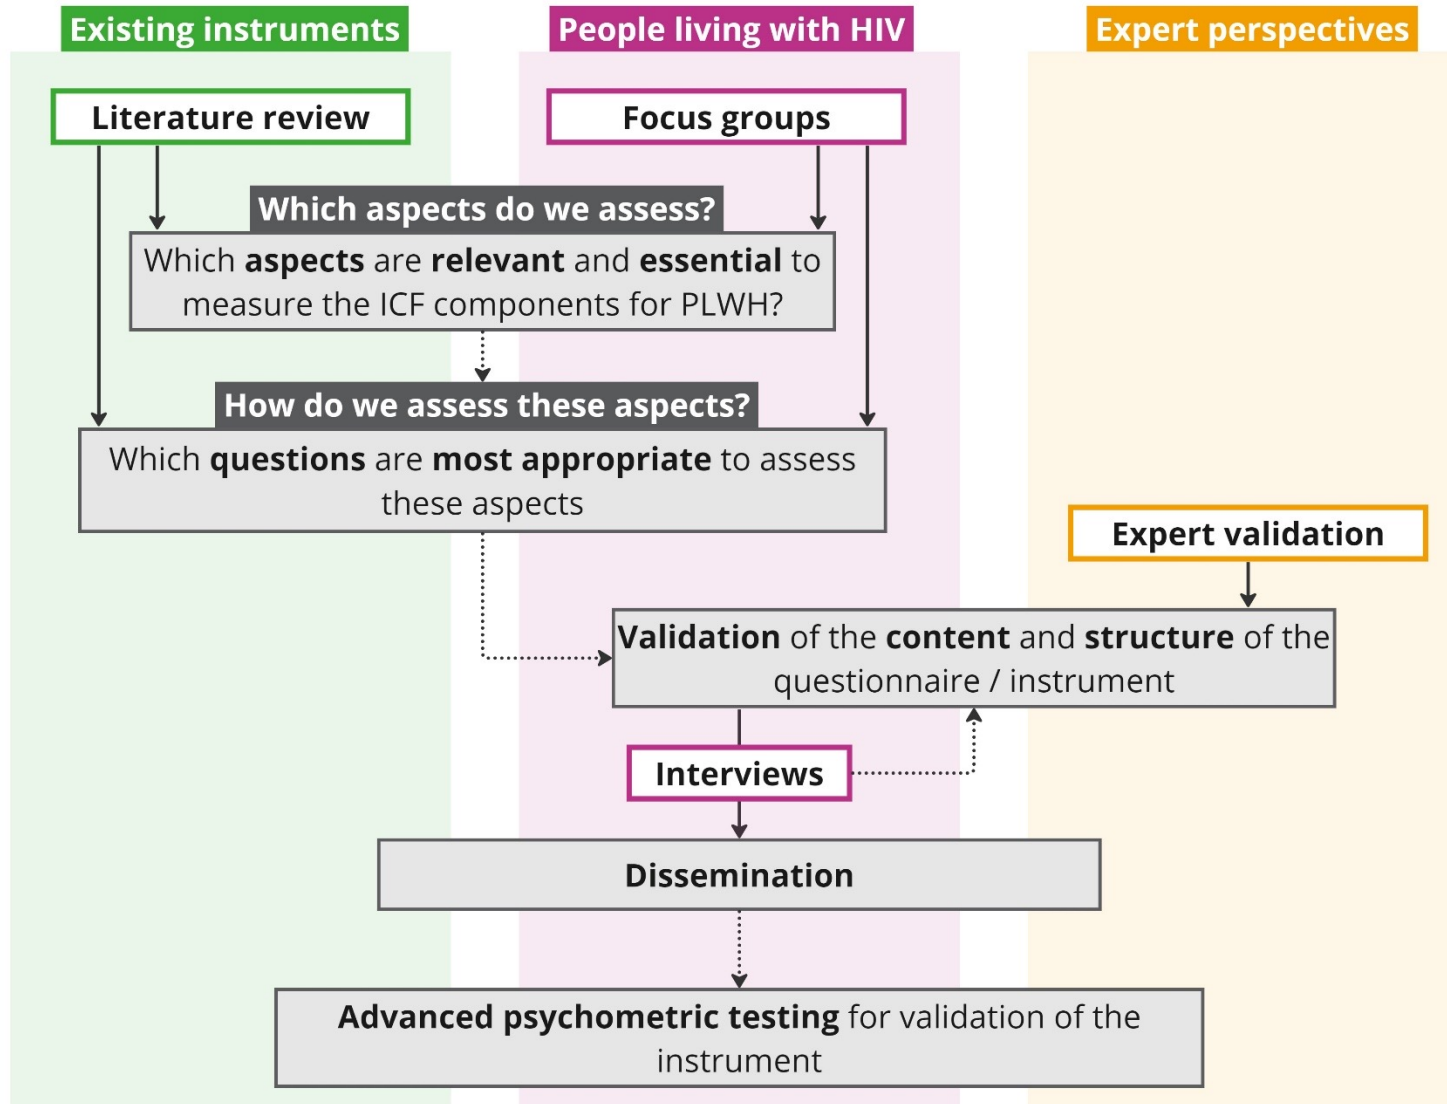 Existing instruments
People living with HIV
Expert perspectives
Literature review
Focus groups
Which aspects do we assess?
Which aspects are relevant and essential to
measure the ICF components for PLWH?
How do we assess these aspects?
Which questions are most appropriate to assess
these aspects
Expert validation
Validation of the content and structure of the
questionnaire / instrument
Interviews
Dissemination
Advanced psychometric testing for validation of the
instrument